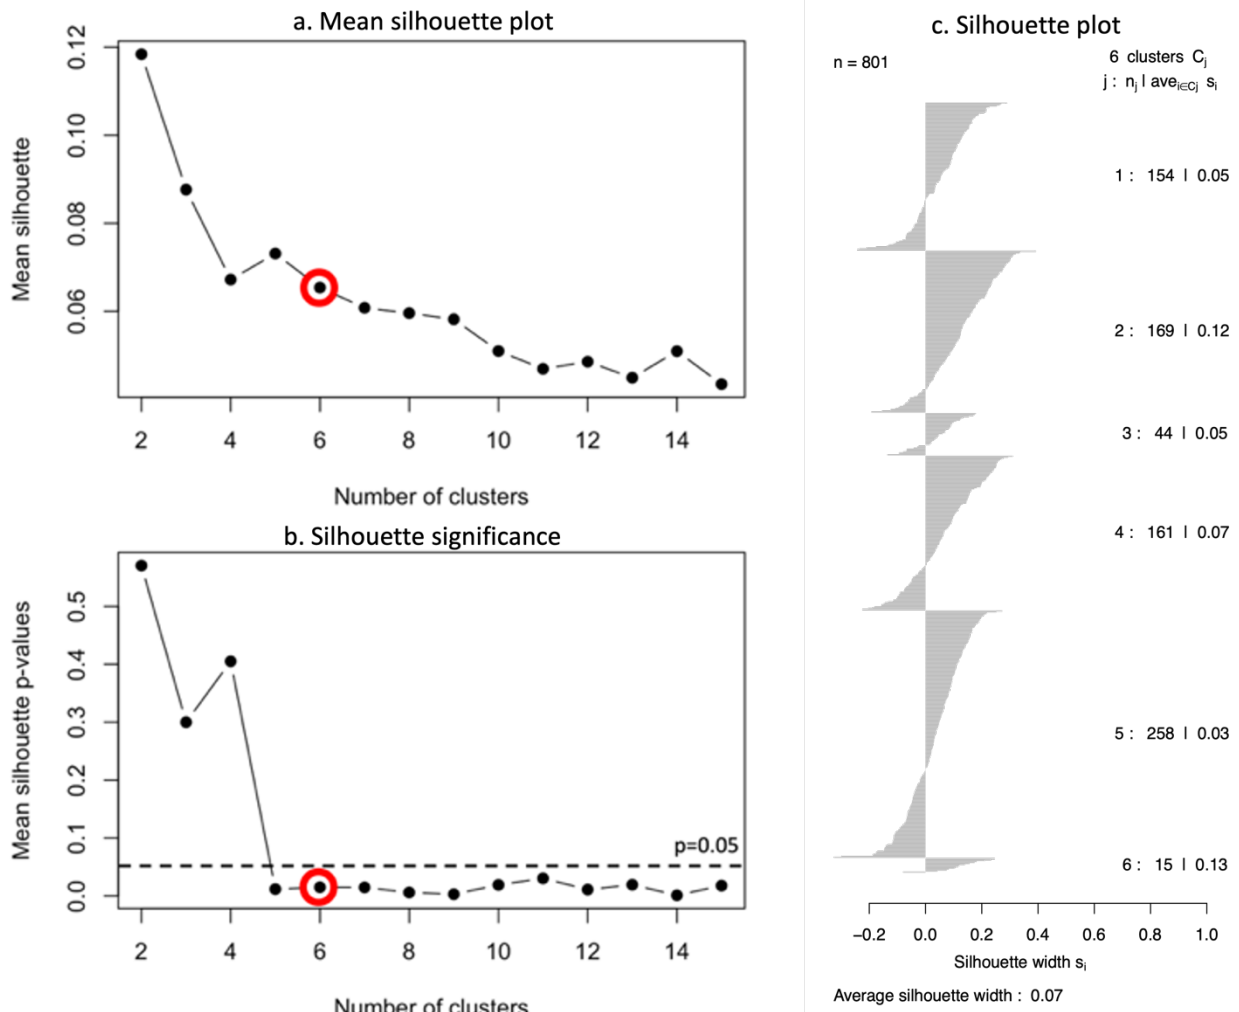 a. Mean silhouette plot
0.12
0.10
0.08
0.06
Mean silhouette
2 4 6 8 10 12 14
Number of clusters
b. Silhouette significance
0.5
0.4
0.3
0.2
0.1
0.0
Mean silhouette p-values
p=0.05
2 4 6 8 10 12 14
Number of clusters
c. Silhouette plot
n = 801
6 clusters Cj
j : nj | avei∈Cj si
1 : 154 | 0.05
2 : 169 | 0.12
3 : 44 | 0.05
4 : 161 | 0.07
5 : 258 | 0.03
6 : 15 | 0.13
−0.2 0.0 0.2 0.4 0.6 0.8 1.0
Silhouette width si
Average silhouette width : 0.07